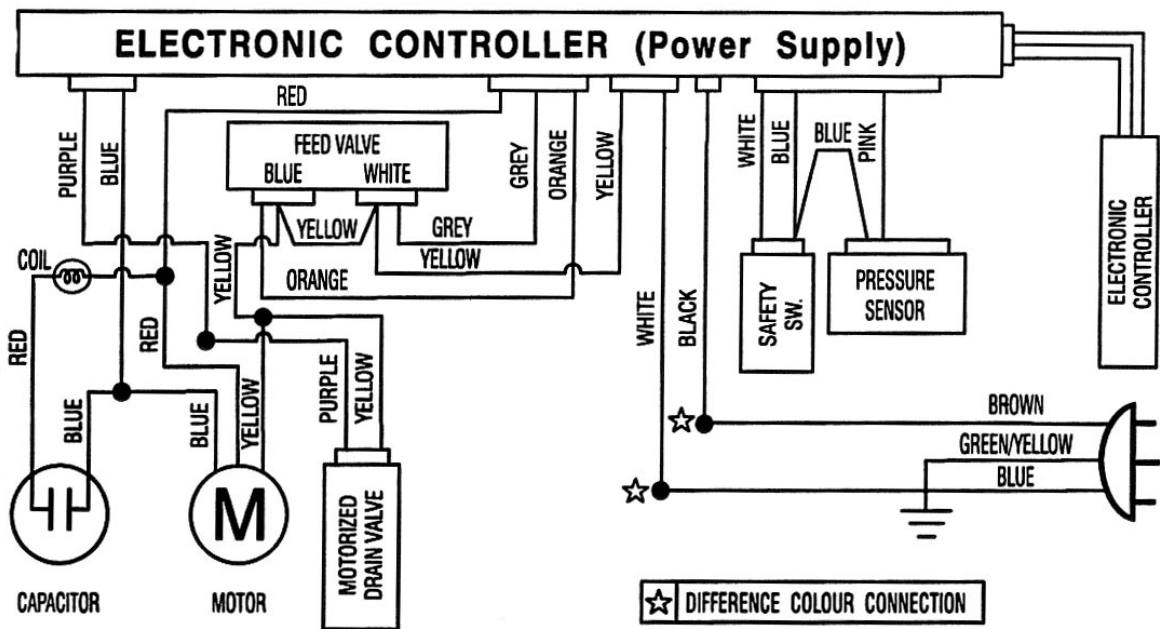 ELECTRONIC CONTROLLER (Power Supply)
RED
PURPLE
BLUE
FEED VALVE
BLUE
WHITE
GREY
ORANGE
YELLOW
WHITE
BLUE
BLUE
PINK
YELLOW
GREY
YELLOW
YELLOW
ORANGE
COIL
RED
RED
WHITE
BLACK
SAFETY
SW.
PRESSURE
SENSOR
ELECTRONIC
CONTROLLER
BLUE
BLUE
YELLOW
PURPLE
YELLOW
BROWN
GREEN/YELLOW
BLUE
M
MOTORIZED
DRAIN VALVE
CAPACITOR
MOTOR
DIFFERENCE COLOUR CONNECTION